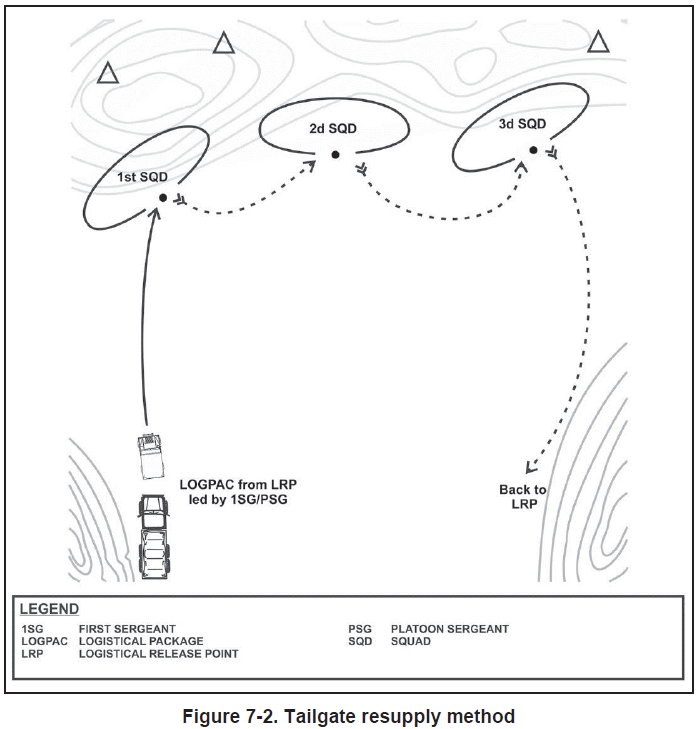 2d SQD
3d SQD
1st SQD
LOGPAC from LRP
led by 1SG/PSG
Back to
LRP
LEGEND
1SG FIRST SERGEANT
LOGPAC LOGISTICAL PACKAGE
LRP LOGISTICAL RELEASE POINT
PSG PLATOON SERGEANT
SQD SQUAD
Figure 7-2. Tailgate resupply method